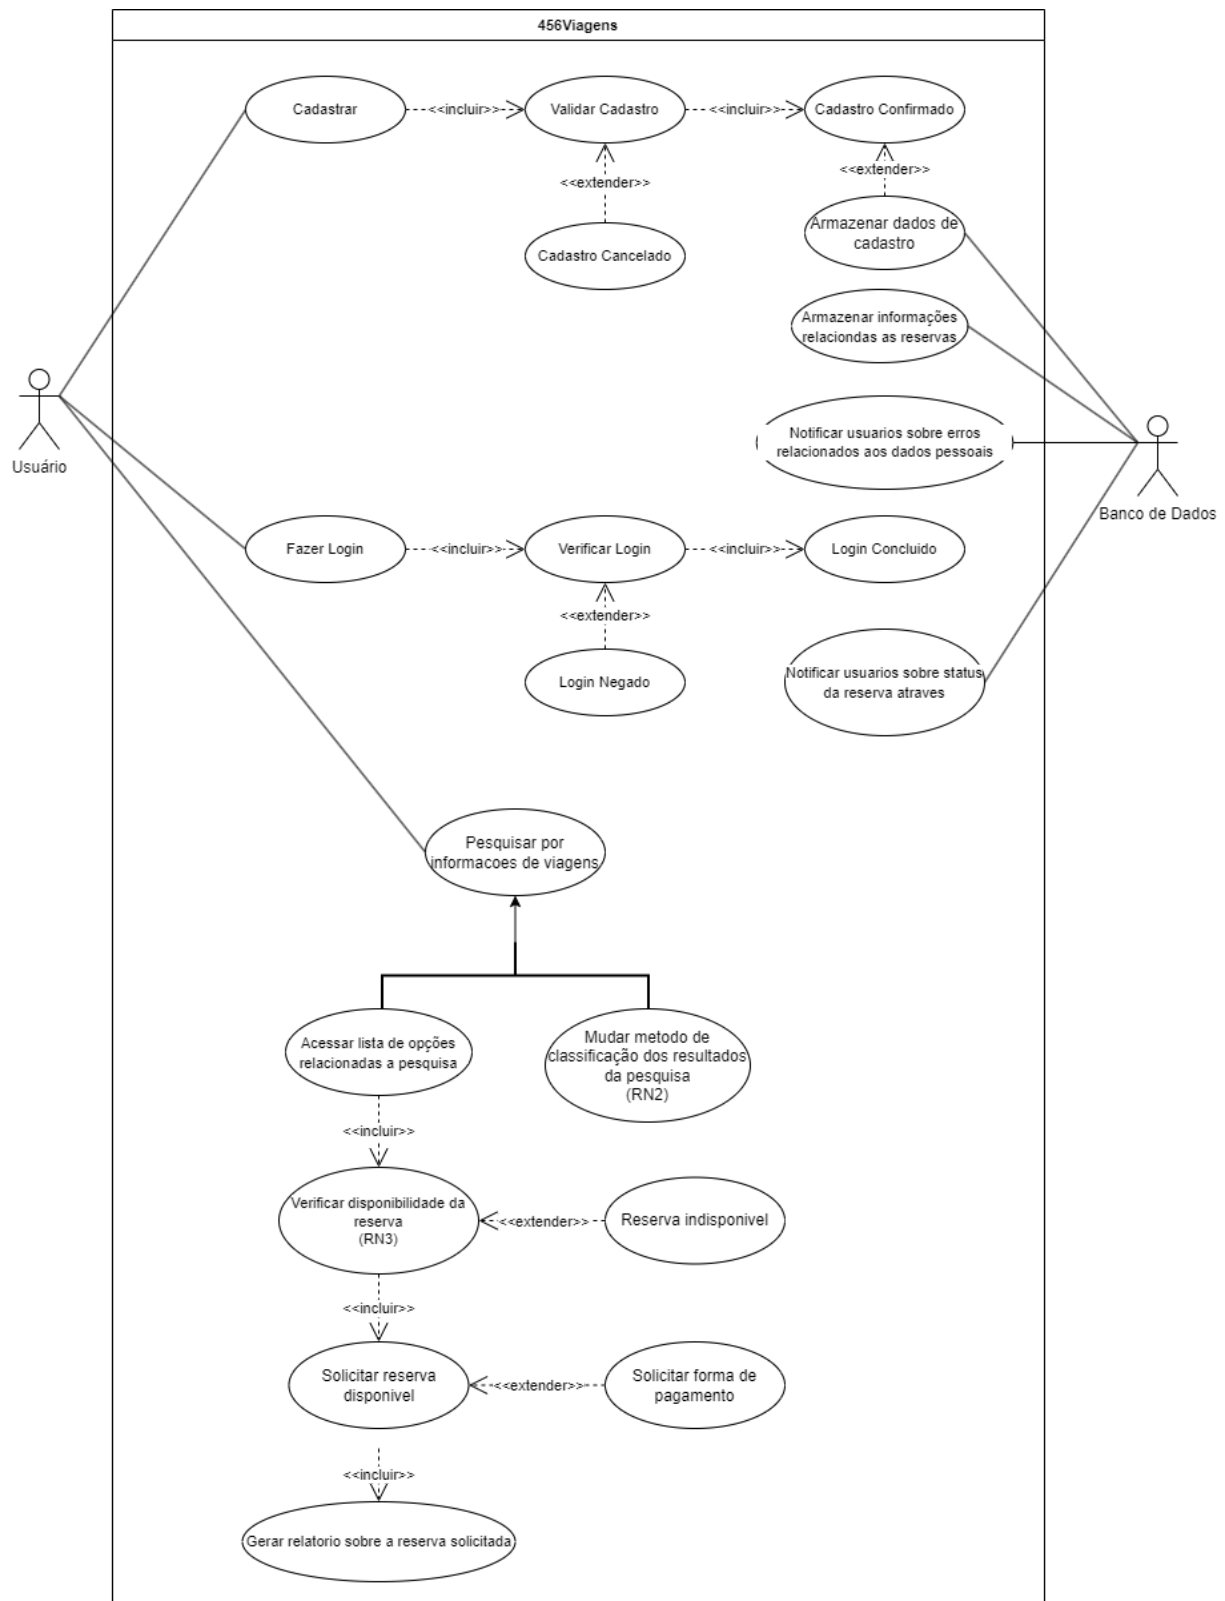 456Viagens
Cadastrar
<<incluir>>
Validar Cadastro
<<incluir>>
Cadastro Confirmado
<<extender>>
<<extender>>
Armazenar dados de
cadastro
Cadastro Cancelado
Armazenar informações
relaciondas as reservas
Usuário
Notificar usuarios sobre erros
relacionados aos dados pessoais
Banco de Dados
Fazer Login
<<incluir>>
Verificar Login
<<incluir>>
Login Concluido
<<extender>>
Login Negado
Notificar usuarios sobre status
da reserva atraves
Pesquisar por
informacoes de viagens
Acessar lista de opções
relacionadas a pesquisa
Mudar metodo de
classificação dos resultados
da pesquisa
(RN2)
<<incluir>>
Verificar disponibilidade da
reserva
(RN3)
<<extender>>
Reserva indisponivel
<<incluir>>
Solicitar reserva
disponivel
<<extender>>
Solicitar forma de
pagamento
<<incluir>>
Gerar relatorio sobre a reserva solicitada